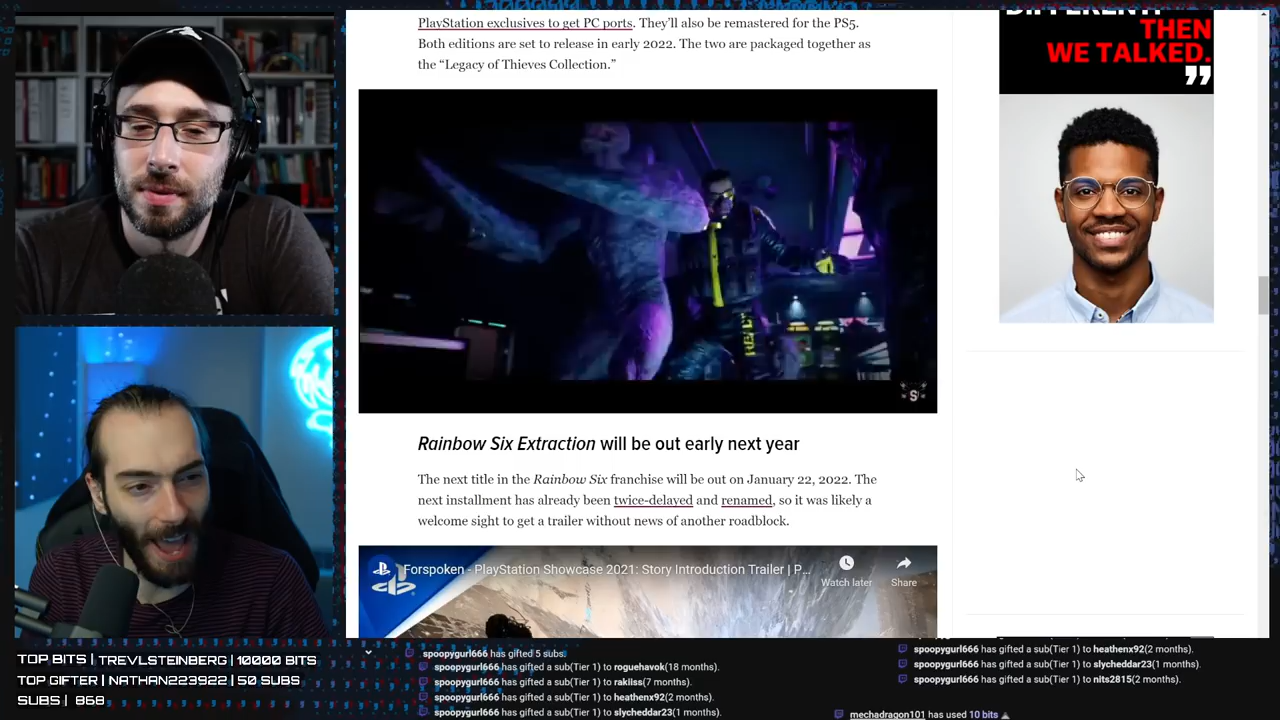 PlayStation exclusives to get PC ports. They'll also be remastered for the PS5.
Both editions are set to release in early 2022. The two are packaged together as
the “Legacy of Thieves Collection.”
THEN
WE TALKED.
”
S
Rainbow Six Extraction will be out early next year
The next title in the Rainbow Six franchise will be out on January 22, 2022. The
next installment has already been twice-delayed and renamed, so it was likely a
welcome sight to get a trailer without news of another roadblock.
Forspoken - PlayStation Showcase 2021: Story Introduction Trailer | P...
Watch later
Share
TOP BITS | TREVLSTEINBERG | 10000 BITS
TOP GIFTER | NATHAN223922 | 50 SUBS
SUBS | 868
spoopygurl666 has gifted 5 subs.
spoopygurl666 has gifted a sub(Tier 1) to roguehavok(18 months).
spoopygurl666 has gifted a sub(Tier 1) to rakiiss(7 months).
spoopygurl666 has gifted a sub(Tier 1) to heathenx92(2 months).
spoopygurl666 has gifted a sub(Tier 1) to slycheddar23(1 months).
spoopygurl666 has gifted a sub(Tier 1) to heathenx92(2 months).
spoopygurl666 has gifted a sub(Tier 1) to slycheddar23(1 months).
spoopygurl666 has gifted a sub(Tier 1) to nits2815(2 months).
mechadragon101 has used 10 bits